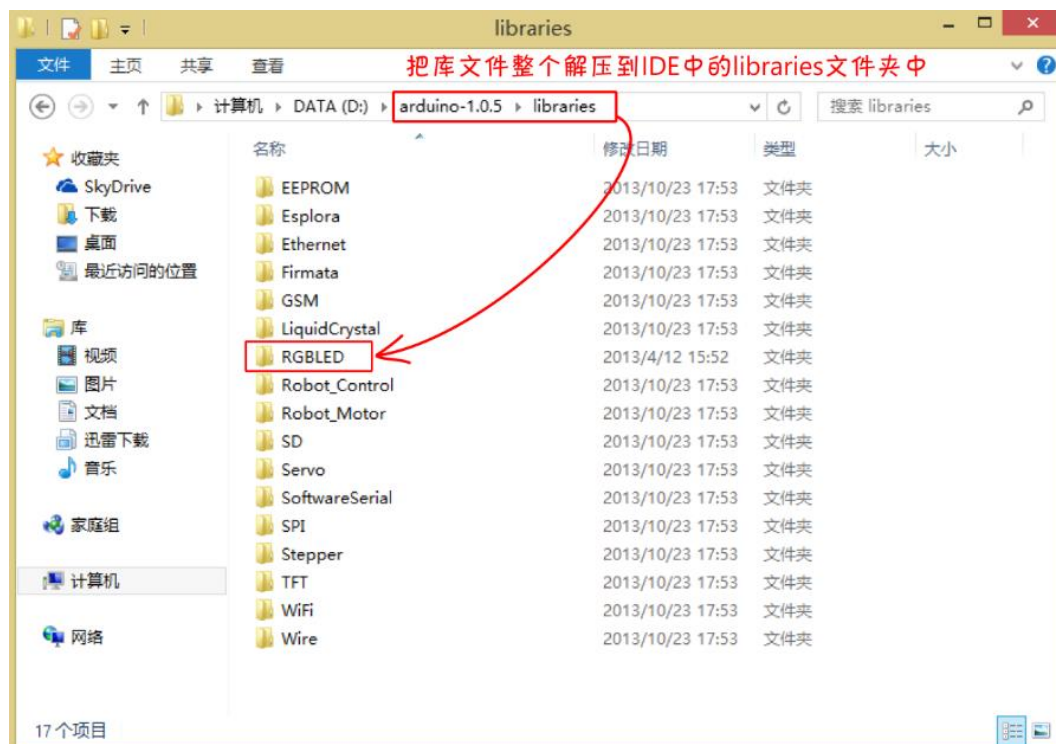 libraries
文件 主页 共享 查看 把库文件整个解压到IDE中的libraries文件夹中
计算机 DATA (D:) arduino-1.0.5 libraries 搜索 libraries
名称 修改日期 类型 大小
收藏夹
SkyDrive
下载
桌面
最近访问的位置
库
视频
图片
文档
迅雷下载
音乐
家庭组
计算机
网络
EEPROM 2013/10/23 17:53 文件夹
Esplora 2013/10/23 17:53 文件夹
Ethernet 2013/10/23 17:53 文件夹
Firmata 2013/10/23 17:53 文件夹
GSM 2013/10/23 17:53 文件夹
LiquidCrystal 2013/10/23 17:53 文件夹
RGBLED 2013/4/12 15:52 文件夹
Robot_Control 2013/10/23 17:53 文件夹
Robot_Motor 2013/10/23 17:53 文件夹
SD 2013/10/23 17:53 文件夹
Servo 2013/10/23 17:53 文件夹
SoftwareSerial 2013/10/23 17:53 文件夹
SPI 2013/10/23 17:53 文件夹
Stepper 2013/10/23 17:53 文件夹
TFT 2013/10/23 17:53 文件夹
WiFi 2013/10/23 17:53 文件夹
Wire 2013/10/23 17:53 文件夹
17 个项目